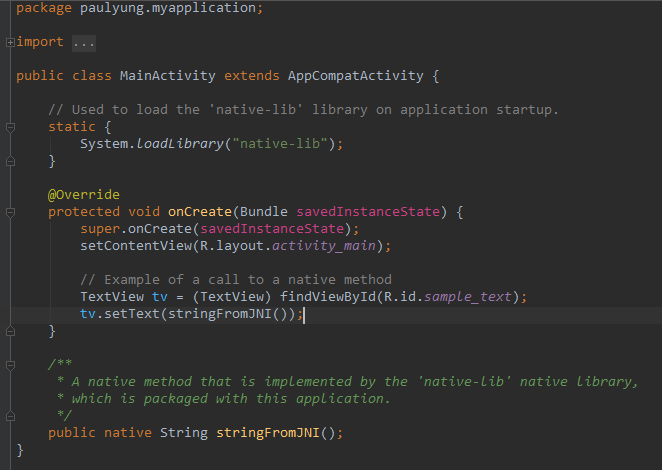 package paulyung.myapplication;
import ...
public class MainActivity extends AppCompatActivity {
// Used to load the 'native-lib' library on application startup.
static {
System.loadLibrary("native-lib");
}
@Override
protected void onCreate(Bundle savedInstanceState) {
super.onCreate(savedInstanceState);
setContentView(R.layout.activity_main);
// Example of a call to a native method
TextView tv = (TextView) findViewById(R.id.sample_text);
tv.setText(stringFromJNI());
}
/**
* A native method that is implemented by the 'native-lib' native library,
* which is packaged with this application.
*/
public native String stringFromJNI();
}